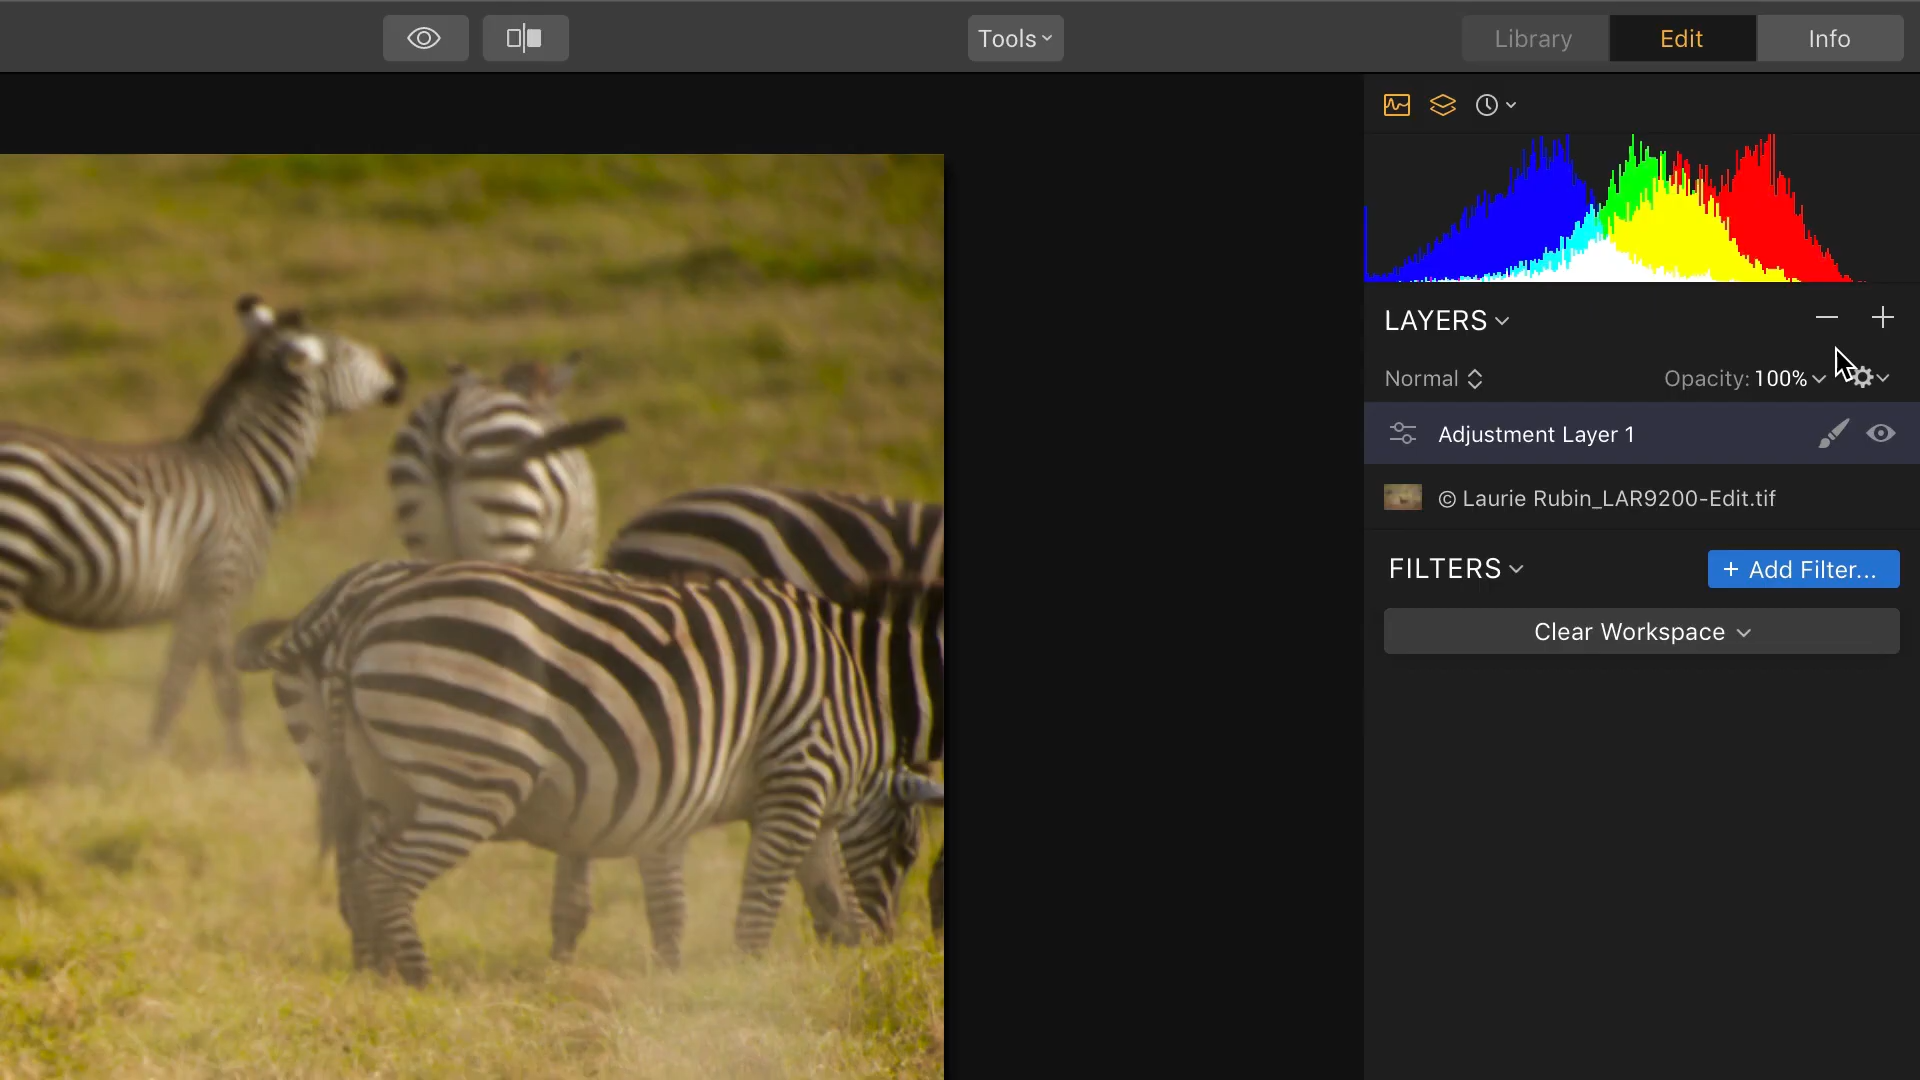 Tools
Library
Edit
Info
LAYERS
Normal
Opacity: 100%
Adjustment Layer 1
© Laurie Rubin_LAR9200-Edit.tif
FILTERS
+ Add Filter...
Clear Workspace